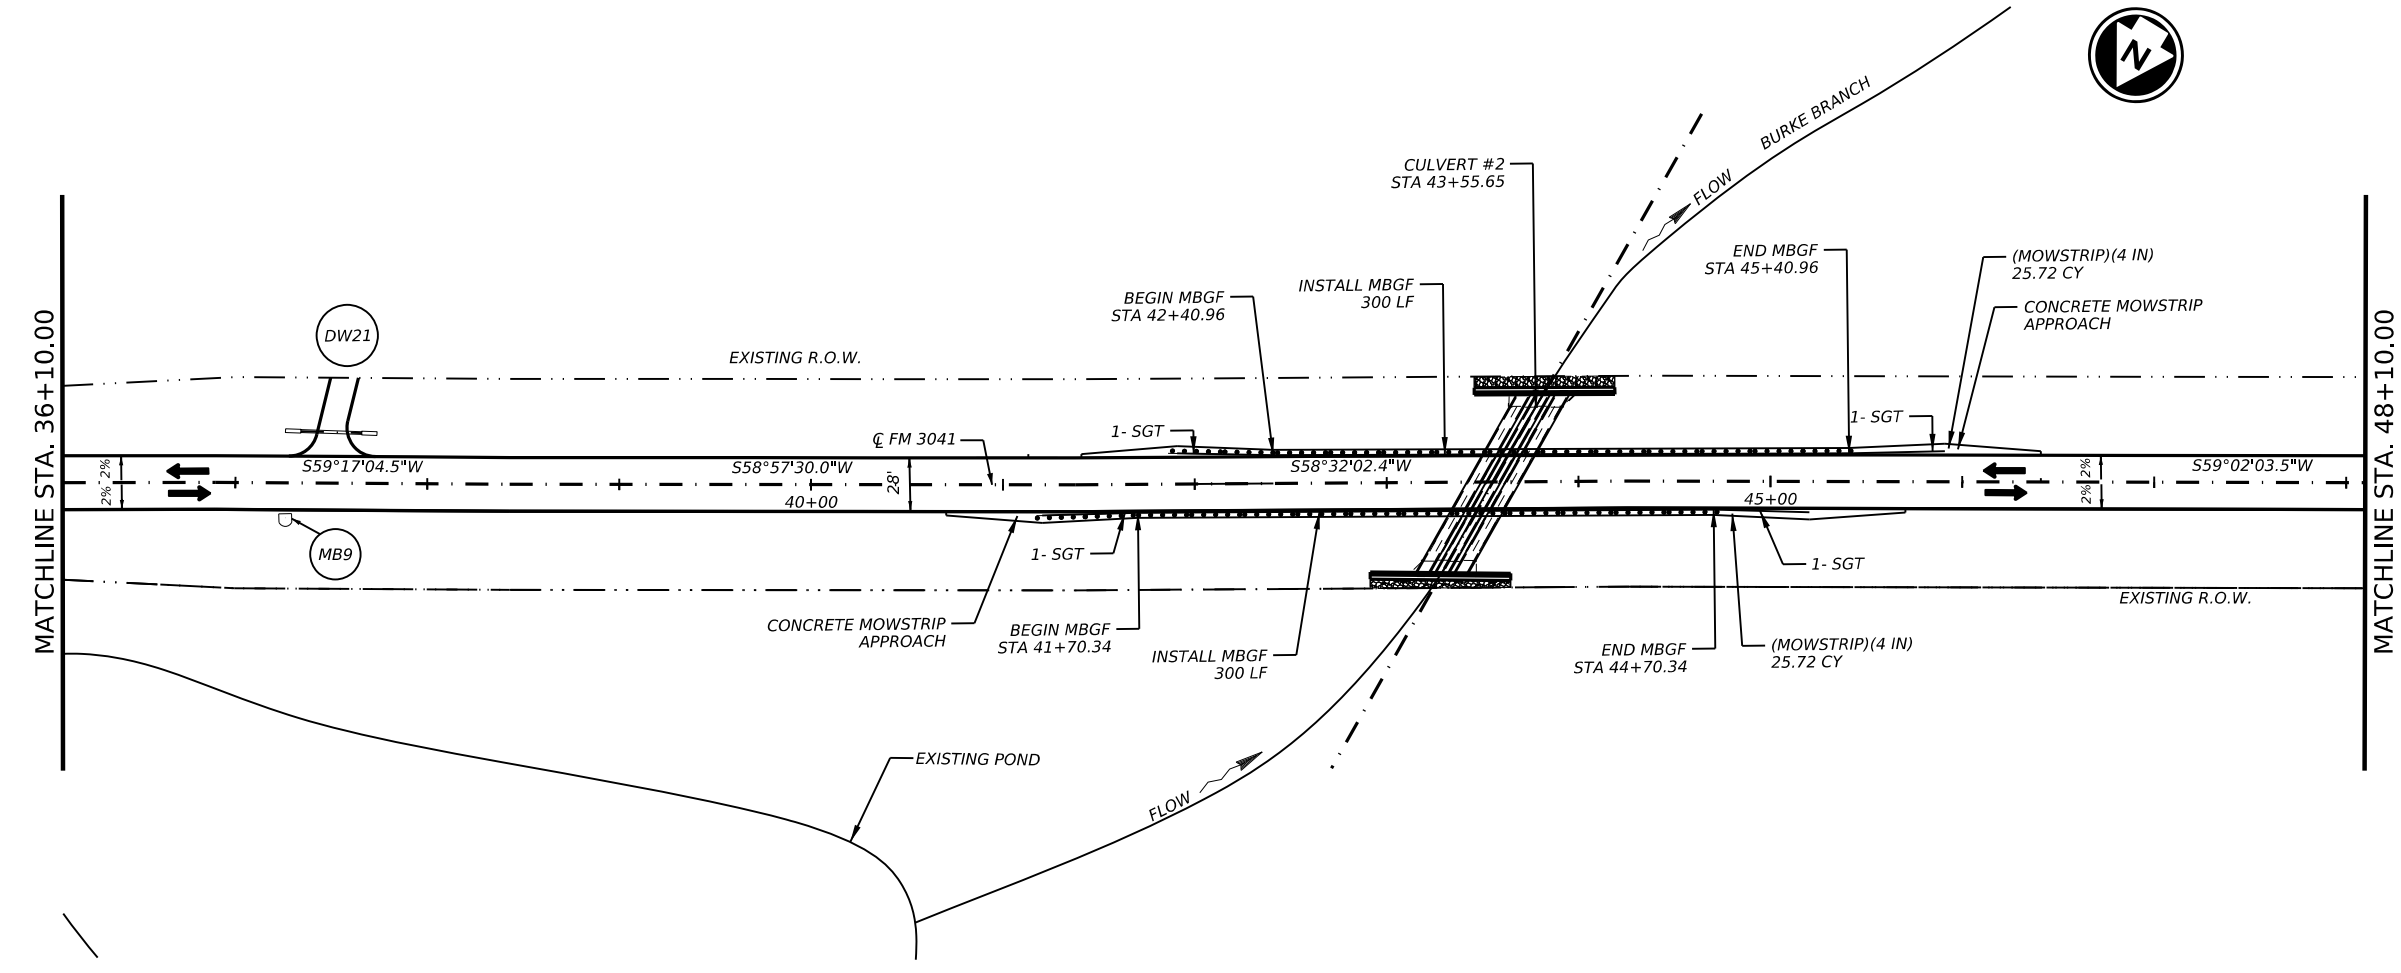 N
BURKE BRANCH
FLOW
CULVERT #2
STA 43+55.65
END MBGF
STA 45+40.96
(MOWSTRIP)(4 IN)
25.72 CY
CONCRETE MOWSTRIP
APPROACH
INSTALL MBGF
300 LF
BEGIN MBGF
STA 42+40.96
MATCHLINE STA. 36+10.00
DW21
EXISTING R.O.W.
MATCHLINE STA. 48+10.00
℄ FM 3041
1- SGT
1- SGT
2%
S59°17'04.5"W
S58°57'30.0"W
S58°32'02.4"W
2%
S59°02'03.5"W
2%
40+00
28'
45+00
2%
MB9
1- SGT
1- SGT
EXISTING R.O.W.
CONCRETE MOWSTRIP
APPROACH
BEGIN MBGF
STA 41+70.34
INSTALL MBGF
300 LF
END MBGF
STA 44+70.34
(MOWSTRIP)(4 IN)
25.72 CY
EXISTING POND
FLOW